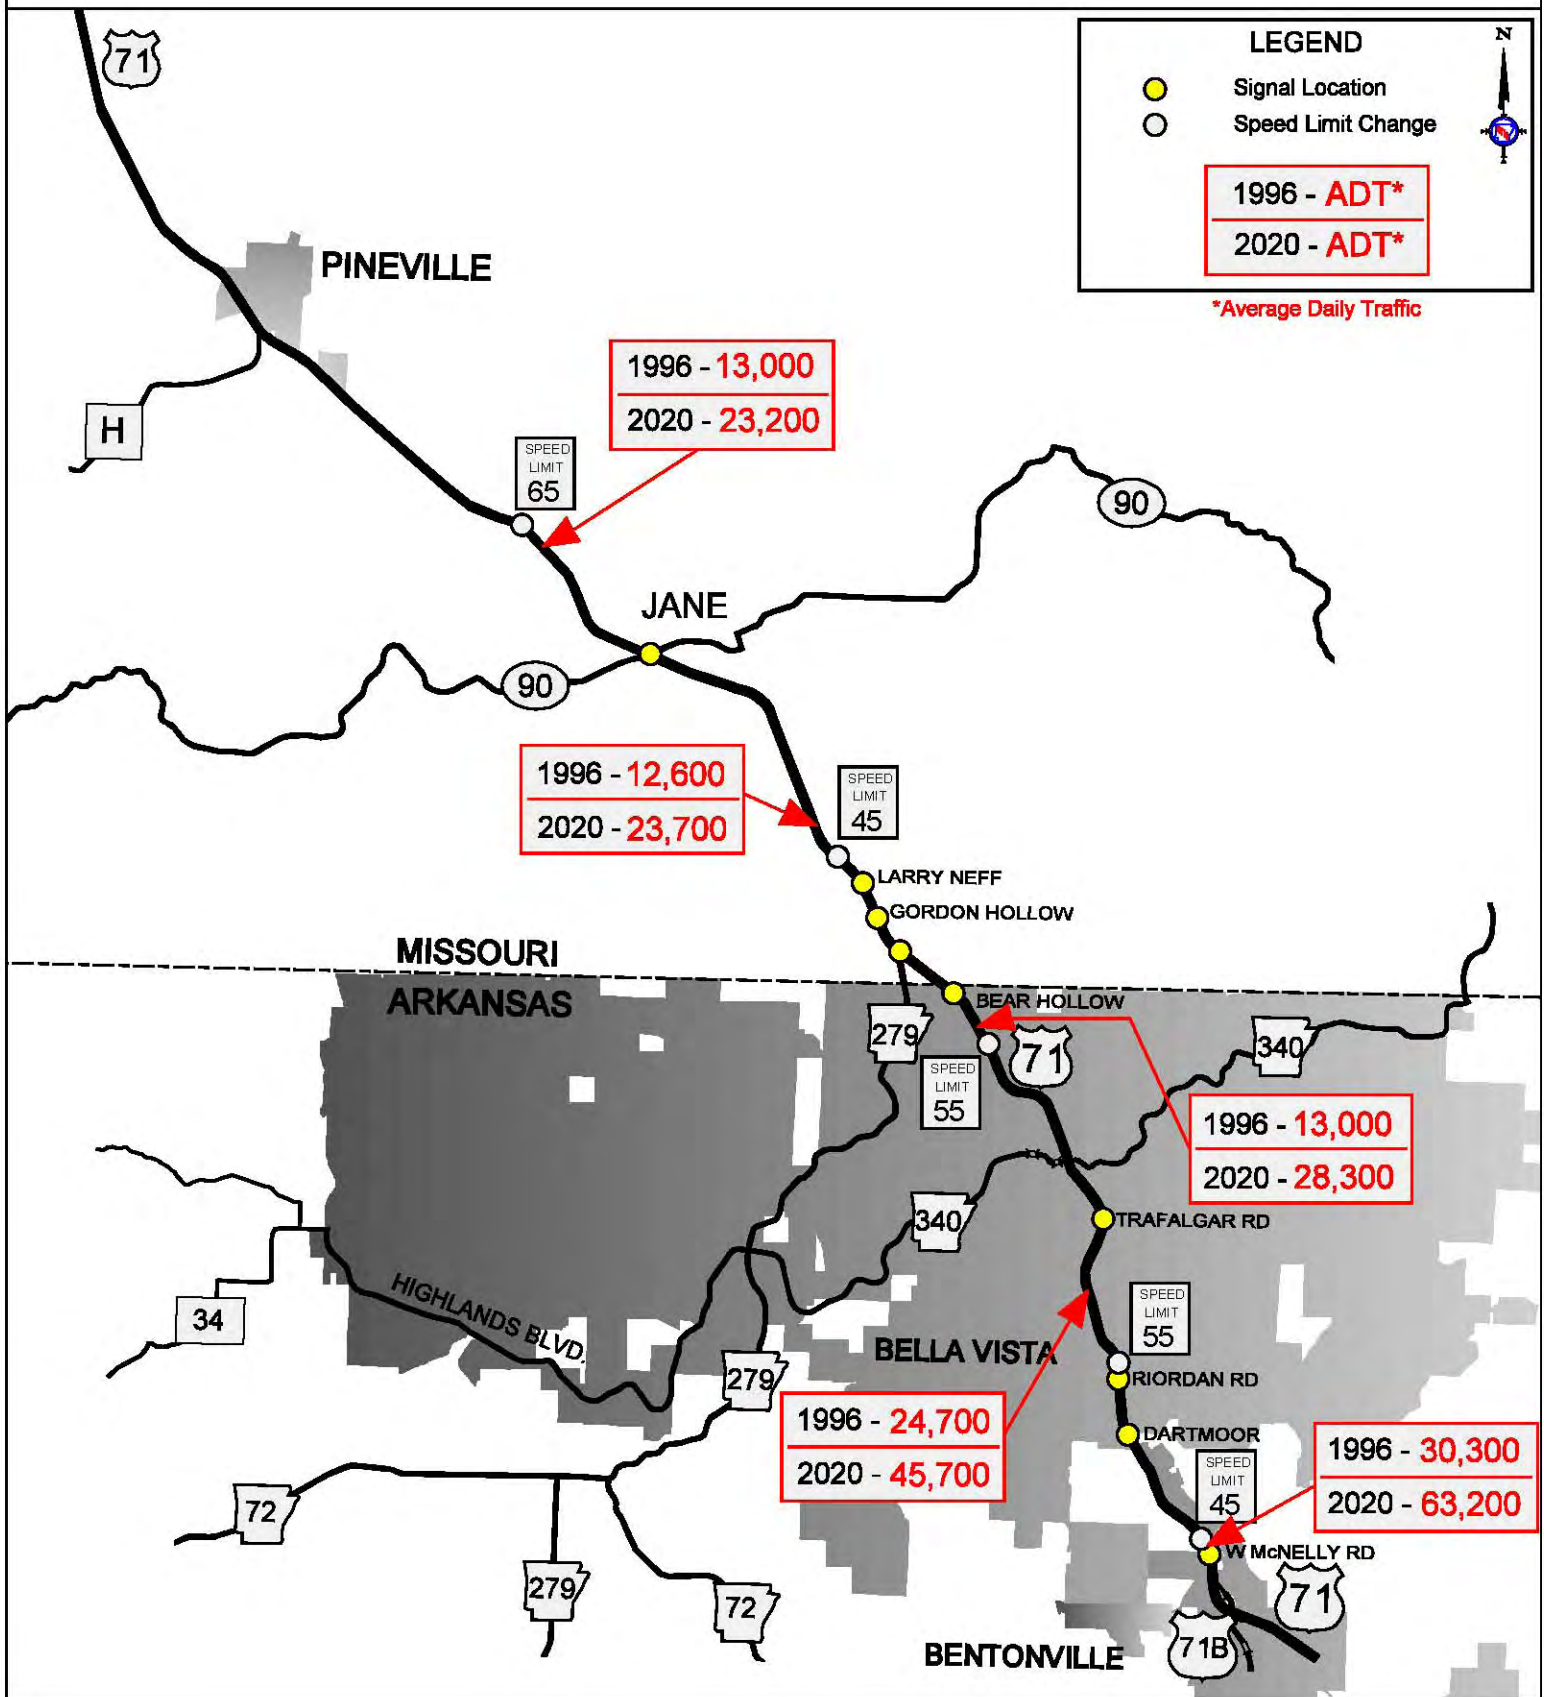 71
LEGEND
N
Signal Location
Speed Limit Change
1996 - ADT*
2020 - ADT*
*Average Daily Traffic
PINEVILLE
1996 - 13,000
2020 - 23,200
H
SPEED
LIMIT
65
90
JANE
90
1996 - 12,600
2020 - 23,700
SPEED
LIMIT
45
LARRY NEFF
GORDON HOLLOW
MISSOURI
ARKANSAS
BEAR HOLLOW
279
71
340
SPEED
LIMIT
55
1996 - 13,000
2020 - 28,300
340
TRAFALGAR RD
34
HIGHLANDS BLVD.
SPEED
LIMIT
55
BELLA VISTA
279
RIORDAN RD
1996 - 24,700
2020 - 45,700
DARTMOOR
1996 - 30,300
2020 - 63,200
SPEED
LIMIT
45
72
W McNELLY RD
279
72
71
71B
BENTONVILLE